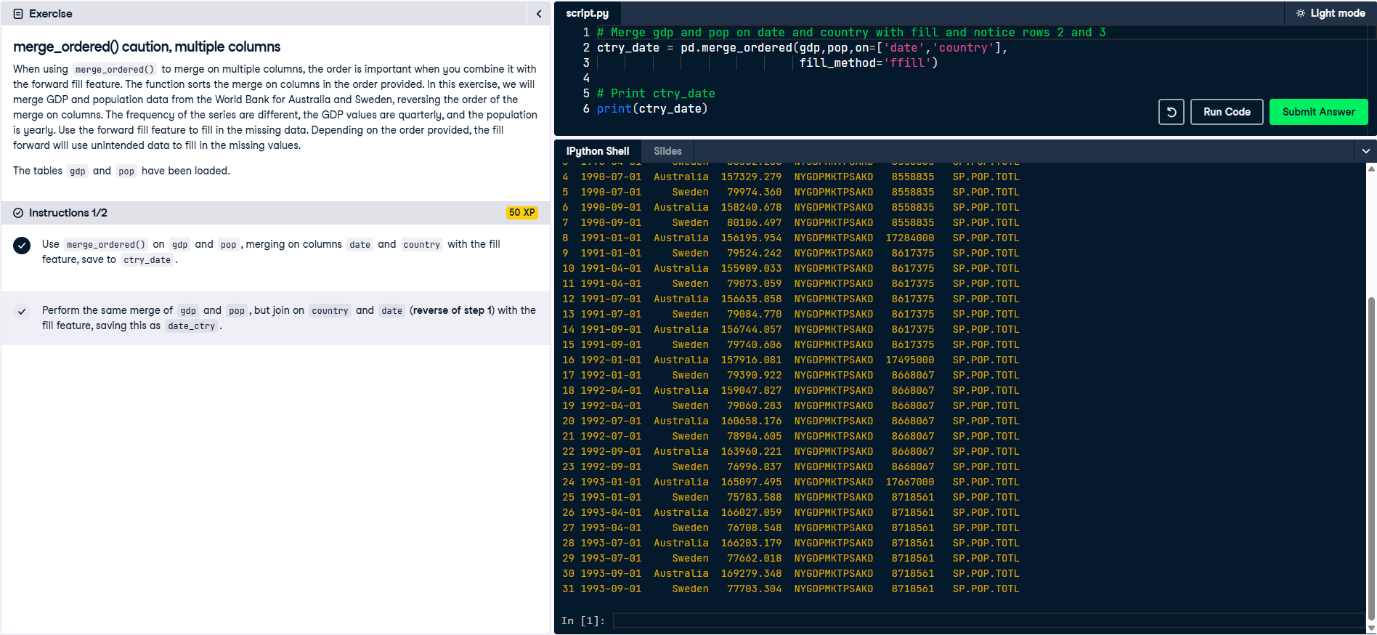 Exercise
merge_ordered() caution, multiple columns
When using merge_ordered() to merge on multiple columns, the order is important when you combine it with
the forward fill feature. The function sorts the merge on columns in the order provided. In this exercise, we will
merge GDP and population data from the World Bank for Australia and Sweden, reversing the order of the
merge on columns. The frequency of the series are different, the GDP values are quarterly, and the population
is yearly. Use the forward fill feature to fill in the missing data. Depending on the order provided, the fill
forward will use unintended data to fill in the missing values.
The tables gdp and pop have been loaded.
Instructions 1/2
50 XP
Use merge_ordered() on gdp and pop, merging on columns date and country with the fill
feature, save to ctry_date.
Perform the same merge of gdp and pop, but join on country and date (reverse of step 1) with the
fill feature, saving this as date_ctry.
script.py
Light mode
1 # Merge gdp and pop on date and country with fill and notice rows 2 and 3
2 ctry_date = pd.merge_ordered(gdp,pop,on=['date','country'],
3 fill_method='ffill')
4
5 # Print ctry_date
6 print(ctry_date)
Run Code
Submit Answer
IPython Shell Slides
4 1990-07-01 Australia 157329.279 NYGDPMKTPSAKD 8558835 SP.POP.TOTL
5 1990-07-01 Sweden 79974.360 NYGDPMKTPSAKD 8558835 SP.POP.TOTL
6 1990-09-01 Australia 158240.678 NYGDPMKTPSAKD 8558835 SP.POP.TOTL
7 1990-09-01 Sweden 80106.497 NYGDPMKTPSAKD 8558835 SP.POP.TOTL
8 1991-01-01 Australia 156195.954 NYGDPMKTPSAKD 17284000 SP.POP.TOTL
9 1991-01-01 Sweden 79524.242 NYGDPMKTPSAKD 8617375 SP.POP.TOTL
10 1991-04-01 Australia 155989.033 NYGDPMKTPSAKD 8617375 SP.POP.TOTL
11 1991-04-01 Sweden 79073.059 NYGDPMKTPSAKD 8617375 SP.POP.TOTL
12 1991-07-01 Australia 156635.858 NYGDPMKTPSAKD 8617375 SP.POP.TOTL
13 1991-07-01 Sweden 79084.770 NYGDPMKTPSAKD 8617375 SP.POP.TOTL
14 1991-09-01 Australia 156744.057 NYGDPMKTPSAKD 8617375 SP.POP.TOTL
15 1991-09-01 Sweden 79740.606 NYGDPMKTPSAKD 8617375 SP.POP.TOTL
16 1992-01-01 Australia 157916.081 NYGDPMKTPSAKD 17495000 SP.POP.TOTL
17 1992-01-01 Sweden 79390.922 NYGDPMKTPSAKD 8668067 SP.POP.TOTL
18 1992-04-01 Australia 159047.827 NYGDPMKTPSAKD 8668067 SP.POP.TOTL
19 1992-04-01 Sweden 79060.283 NYGDPMKTPSAKD 8668067 SP.POP.TOTL
20 1992-07-01 Australia 160658.176 NYGDPMKTPSAKD 8668067 SP.POP.TOTL
21 1992-07-01 Sweden 78904.605 NYGDPMKTPSAKD 8668067 SP.POP.TOTL
22 1992-09-01 Australia 163960.221 NYGDPMKTPSAKD 8668067 SP.POP.TOTL
23 1992-09-01 Sweden 76996.837 NYGDPMKTPSAKD 8668067 SP.POP.TOTL
24 1993-01-01 Australia 165097.495 NYGDPMKTPSAKD 17667000 SP.POP.TOTL
25 1993-01-01 Sweden 75783.588 NYGDPMKTPSAKD 8718561 SP.POP.TOTL
26 1993-04-01 Australia 166027.059 NYGDPMKTPSAKD 8718561 SP.POP.TOTL
27 1993-04-01 Sweden 76708.548 NYGDPMKTPSAKD 8718561 SP.POP.TOTL
28 1993-07-01 Australia 166203.179 NYGDPMKTPSAKD 8718561 SP.POP.TOTL
29 1993-07-01 Sweden 77662.018 NYGDPMKTPSAKD 8718561 SP.POP.TOTL
30 1993-09-01 Australia 169279.348 NYGDPMKTPSAKD 8718561 SP.POP.TOTL
31 1993-09-01 Sweden 77703.304 NYGDPMKTPSAKD 8718561 SP.POP.TOTL
In [1]: